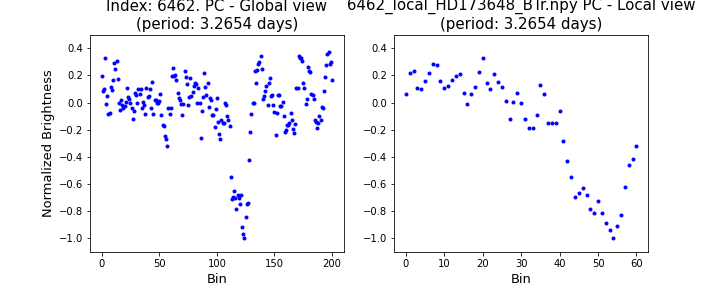 Index: 6462. PC - Global view
(period: 3.2654 days)
6462_local_HD173648_BTr.npy PC - Local view
(period: 3.2654 days)
Normalized Brightness
0.4
0.2
0.0
−0.2
−0.4
−0.6
−0.8
−1.0
0 50 100 150 200
Bin
0.4
0.2
0.0
−0.2
−0.4
−0.6
−0.8
−1.0
0 10 20 30 40 50 60
Bin